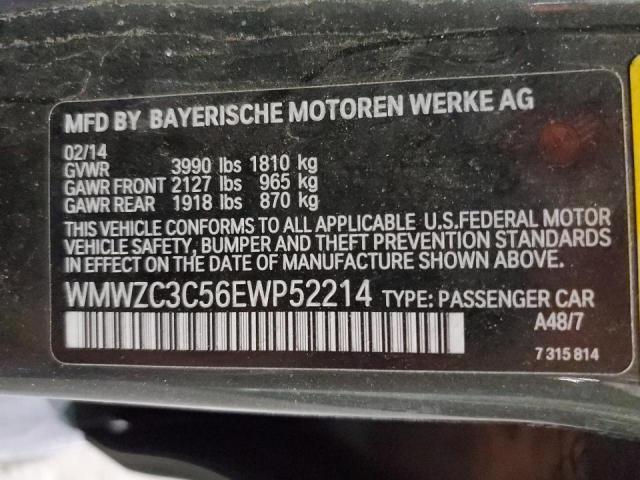 MFD BY BAYERISCHE MOTOREN WERKE AG
02/14
GVWR 3990 lbs 1810 kg
GAWR FRONT 2127 lbs 965 kg
GAWR REAR 1918 lbs 870 kg
THIS VEHICLE CONFORMS TO ALL APPLICABLE U.S.FEDERAL MOTOR
VEHICLE SAFETY, BUMPER AND THEFT PREVENTION STANDARDS
IN EFFECT ON THE DATE OF MANUFACTURE SHOWN ABOVE.
WMWZC3C56EWP52214 TYPE: PASSENGER CAR
A48/7
7 315 814